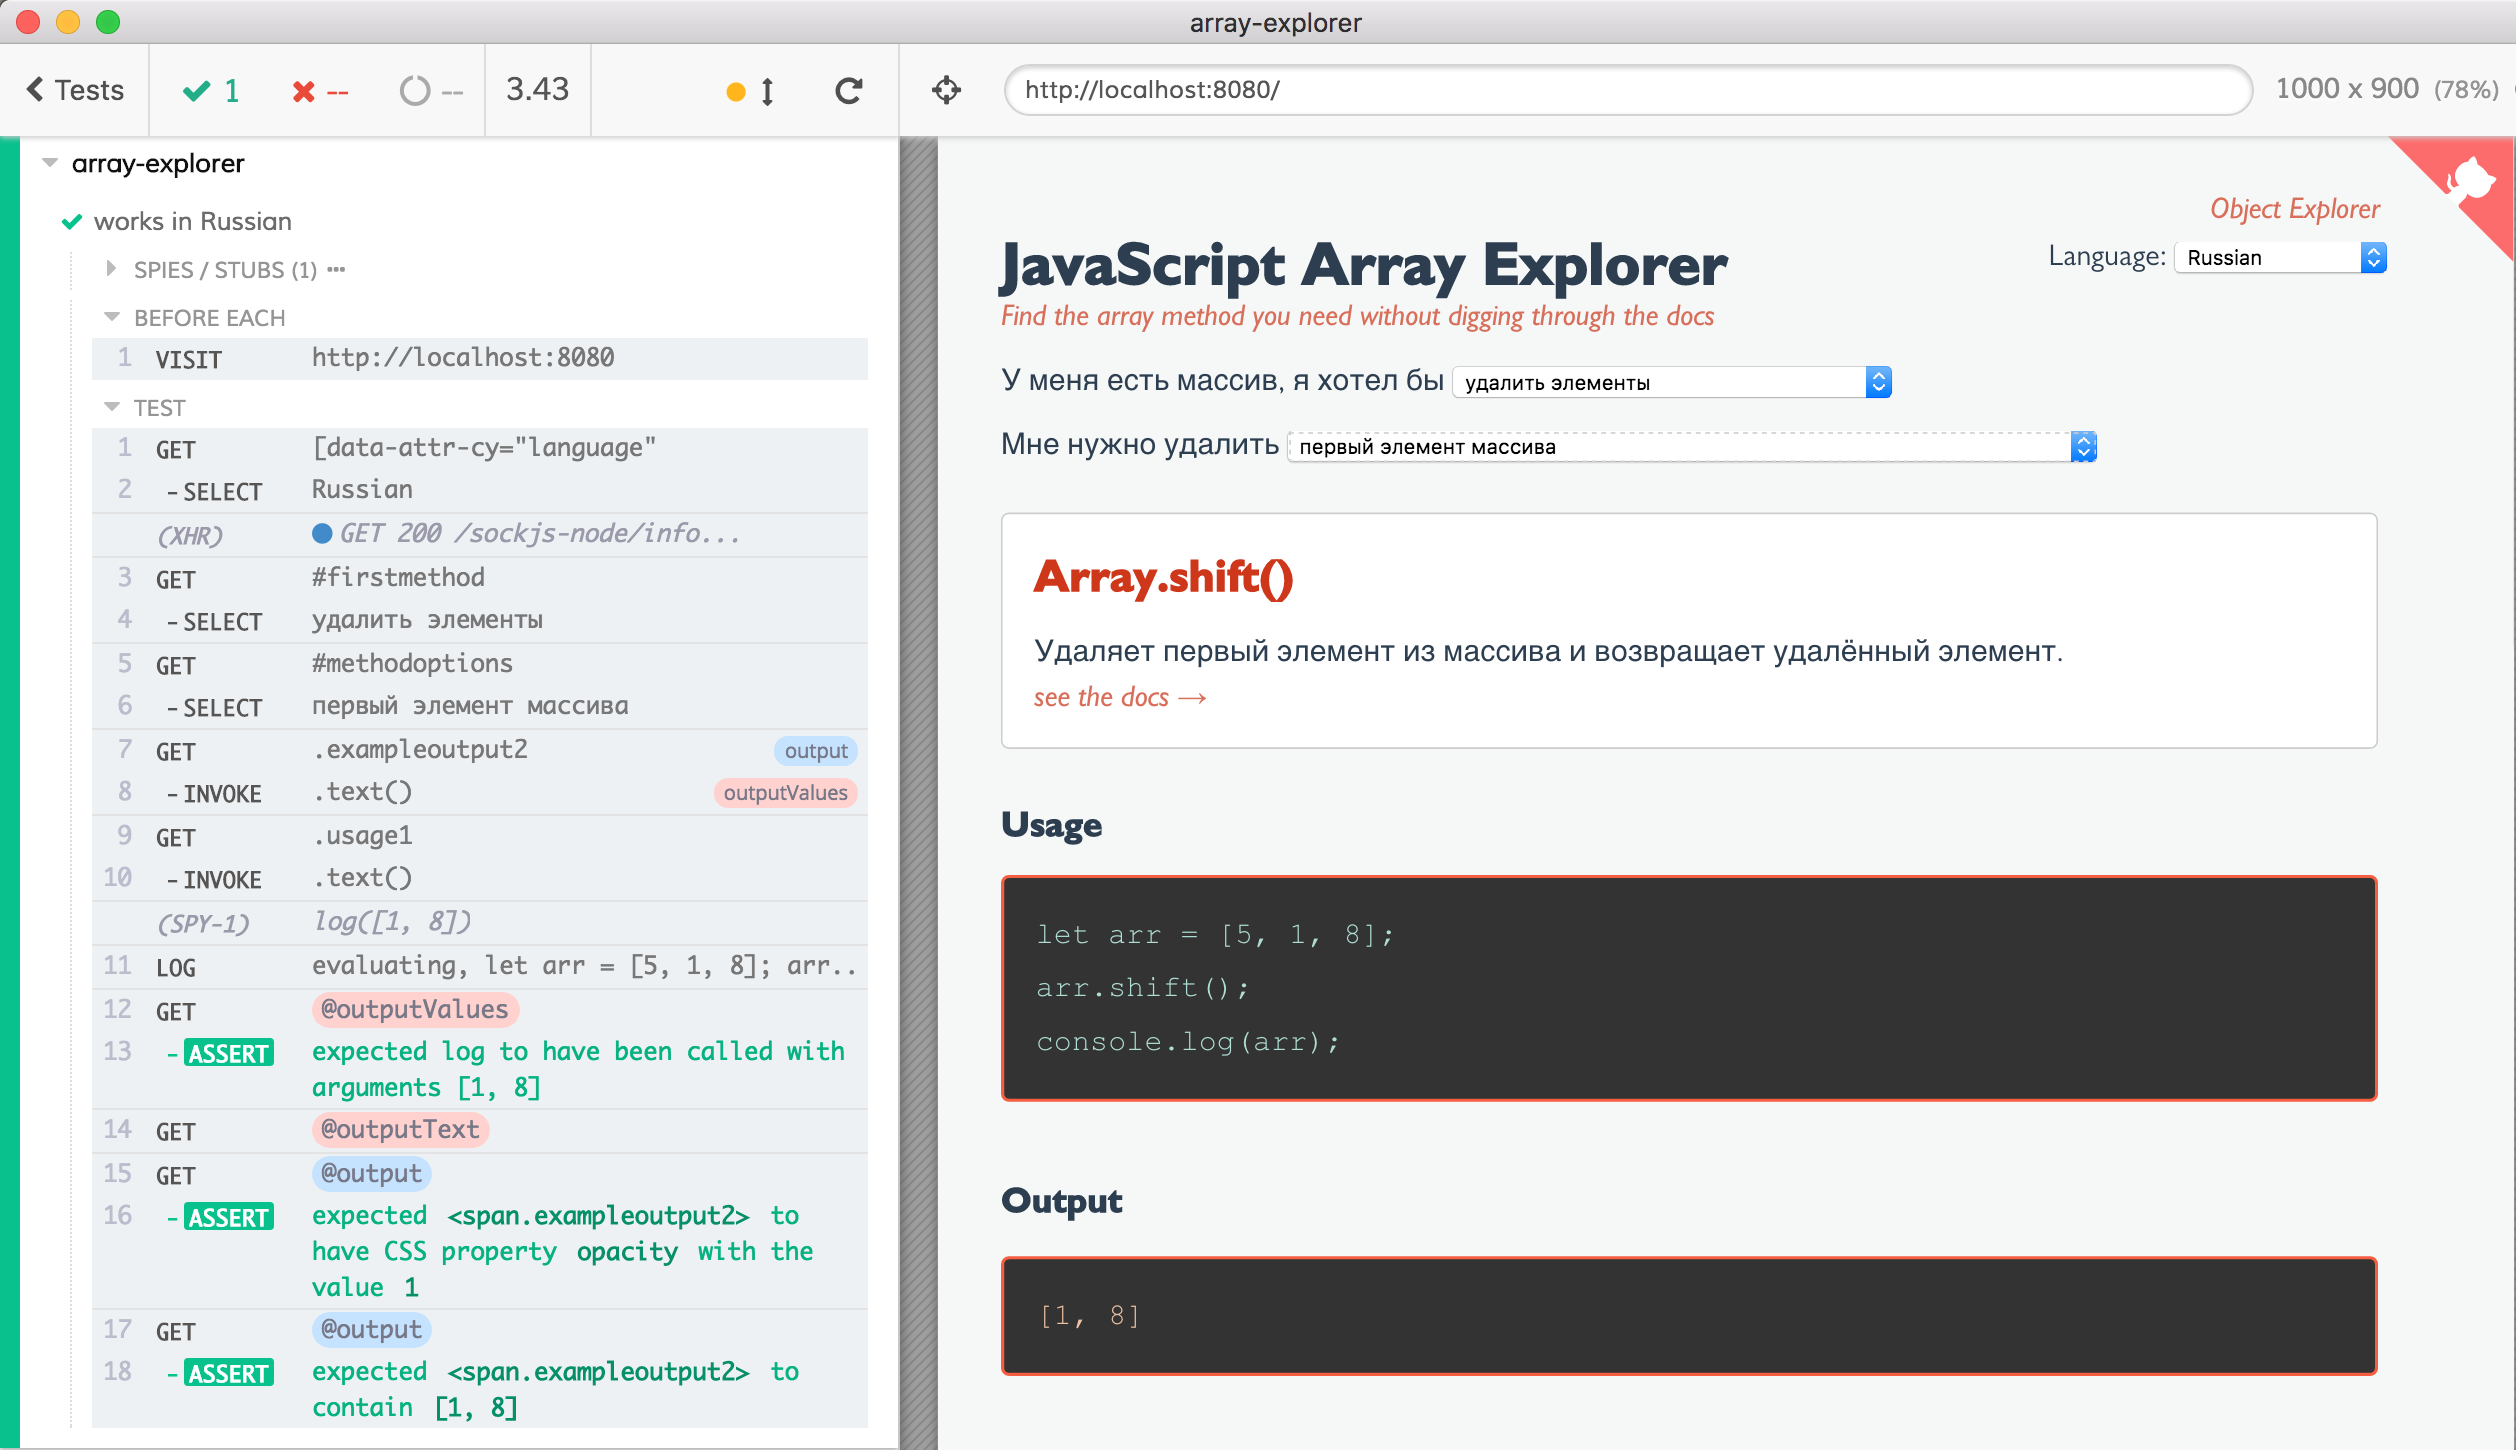 array-explorer
Tests
1
--
--
3.43
http://localhost:8080/
1000 x 900 (78%)
array-explorer
works in Russian
SPIES / STUBS (1) •••
BEFORE EACH
1 VISIT http://localhost:8080
TEST
1 GET [data-attr-cy="language"
2 - SELECT Russian
(XHR) GET 200 /sockjs-node/info...
3 GET #firstmethod
4 - SELECT удалить элементы
5 GET #methodoptions
6 - SELECT первый элемент массива
7 GET .exampleoutput2 output
8 - INVOKE .text() outputValues
9 GET .usage1
10 - INVOKE .text()
(SPY-1) log([1, 8])
11 LOG evaluating, let arr = [5, 1, 8]; arr..
12 GET @outputValues
13 - ASSERT expected log to have been called with
arguments [1, 8]
14 GET @outputText
15 GET @output
16 - ASSERT expected <span.exampleoutput2> to
have CSS property opacity with the
value 1
17 GET @output
18 - ASSERT expected <span.exampleoutput2> to
contain [1, 8]
Object Explorer
Language: Russian
JavaScript Array Explorer
Find the array method you need without digging through the docs
У меня есть массив, я хотел бы удалить элементы
Мне нужно удалить первый элемент массива
Array.shift()
Удаляет первый элемент из массива и возвращает удалённый элемент.
see the docs →
Usage
let arr = [5, 1, 8];
arr.shift();
console.log(arr);
Output
[1, 8]